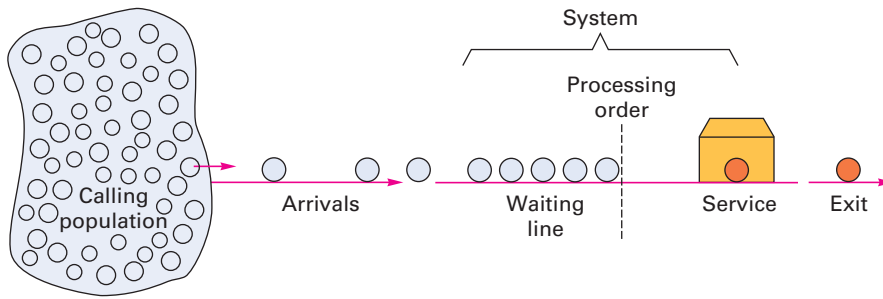 System
Processing
order
Calling
population
Arrivals
Waiting
line
Service
Exit